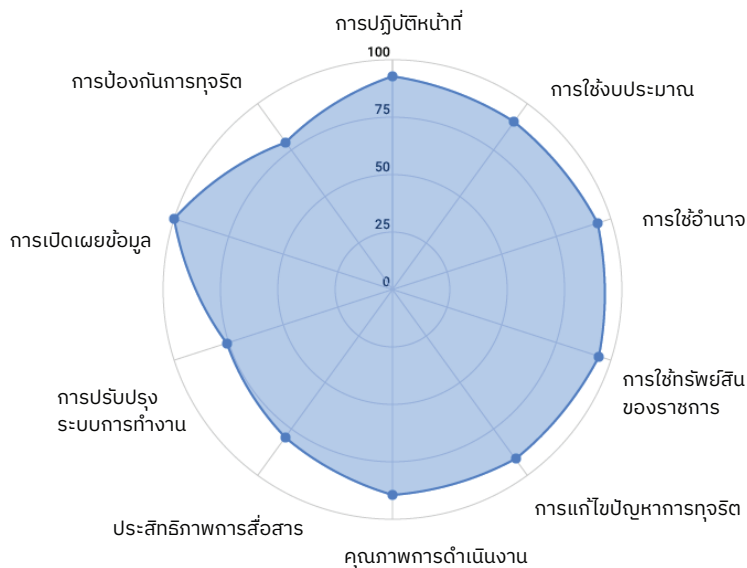 การปฏิบัติหน้าที่
100
การป้องกันการทุจริต
การใช้งบประมาณ
75
50
การใช้อำนาจ
25
การเปิดเผยข้อมูล
0
การใช้ทรัพย์สิน
ของราชการ
การปรับปรุง
ระบบการทำงาน
การแก้ไขปัญหาการทุจริต
ประสิทธิภาพการสื่อสาร
คุณภาพการดำเนินงาน